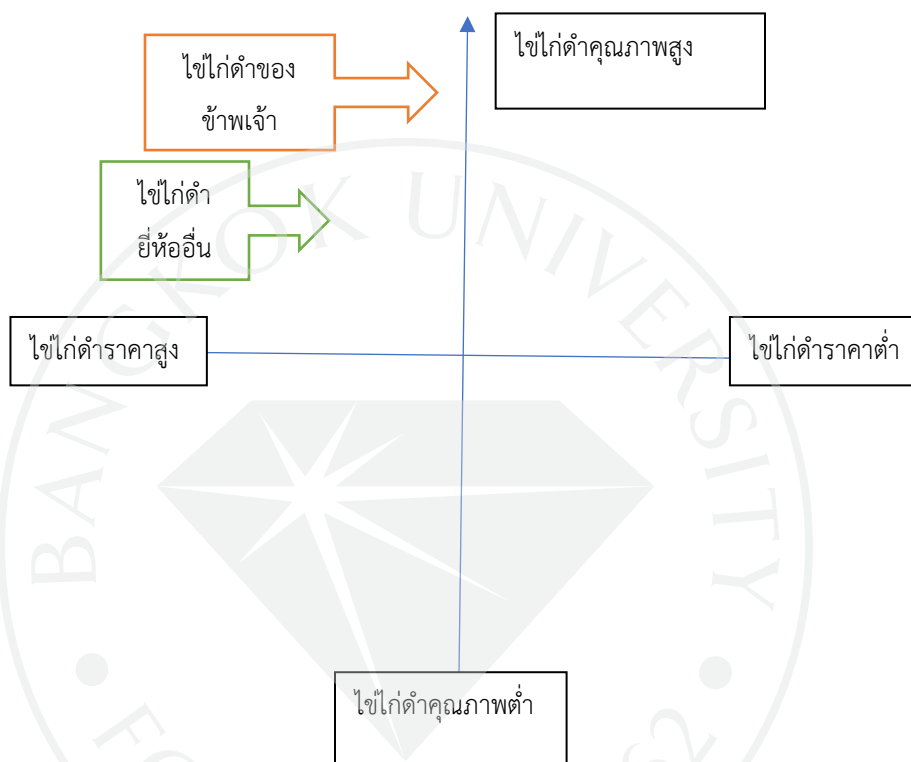 ไข่ไก่ดำคุณภาพสูง
ไข่ไก่ดำของ
ข้าพเจ้า
ไข่ไก่ดำ
ยี่ห้ออื่น
ไข่ไก่ดำราคาสูง
ไข่ไก่ดำราคาต่ำ
ไข่ไก่ดำคุณภาพต่ำ
BANGKOK UNIVERSITY